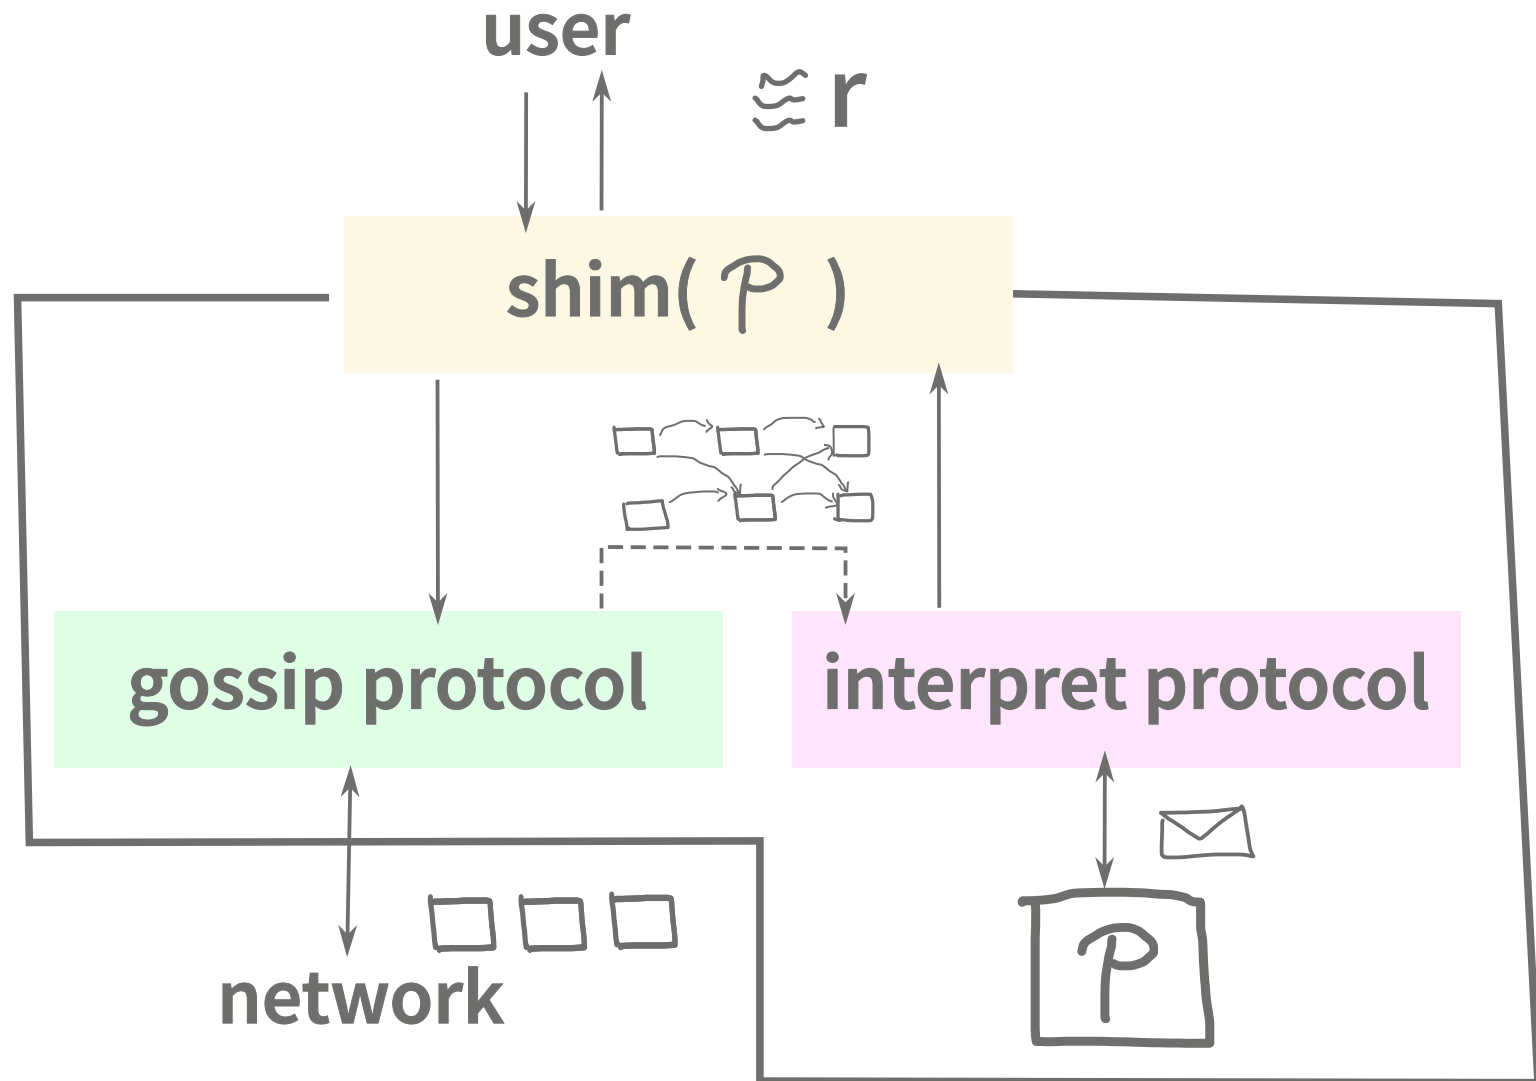 user
≋ r
shim( P )
gossip protocol
interpret protocol
network
P